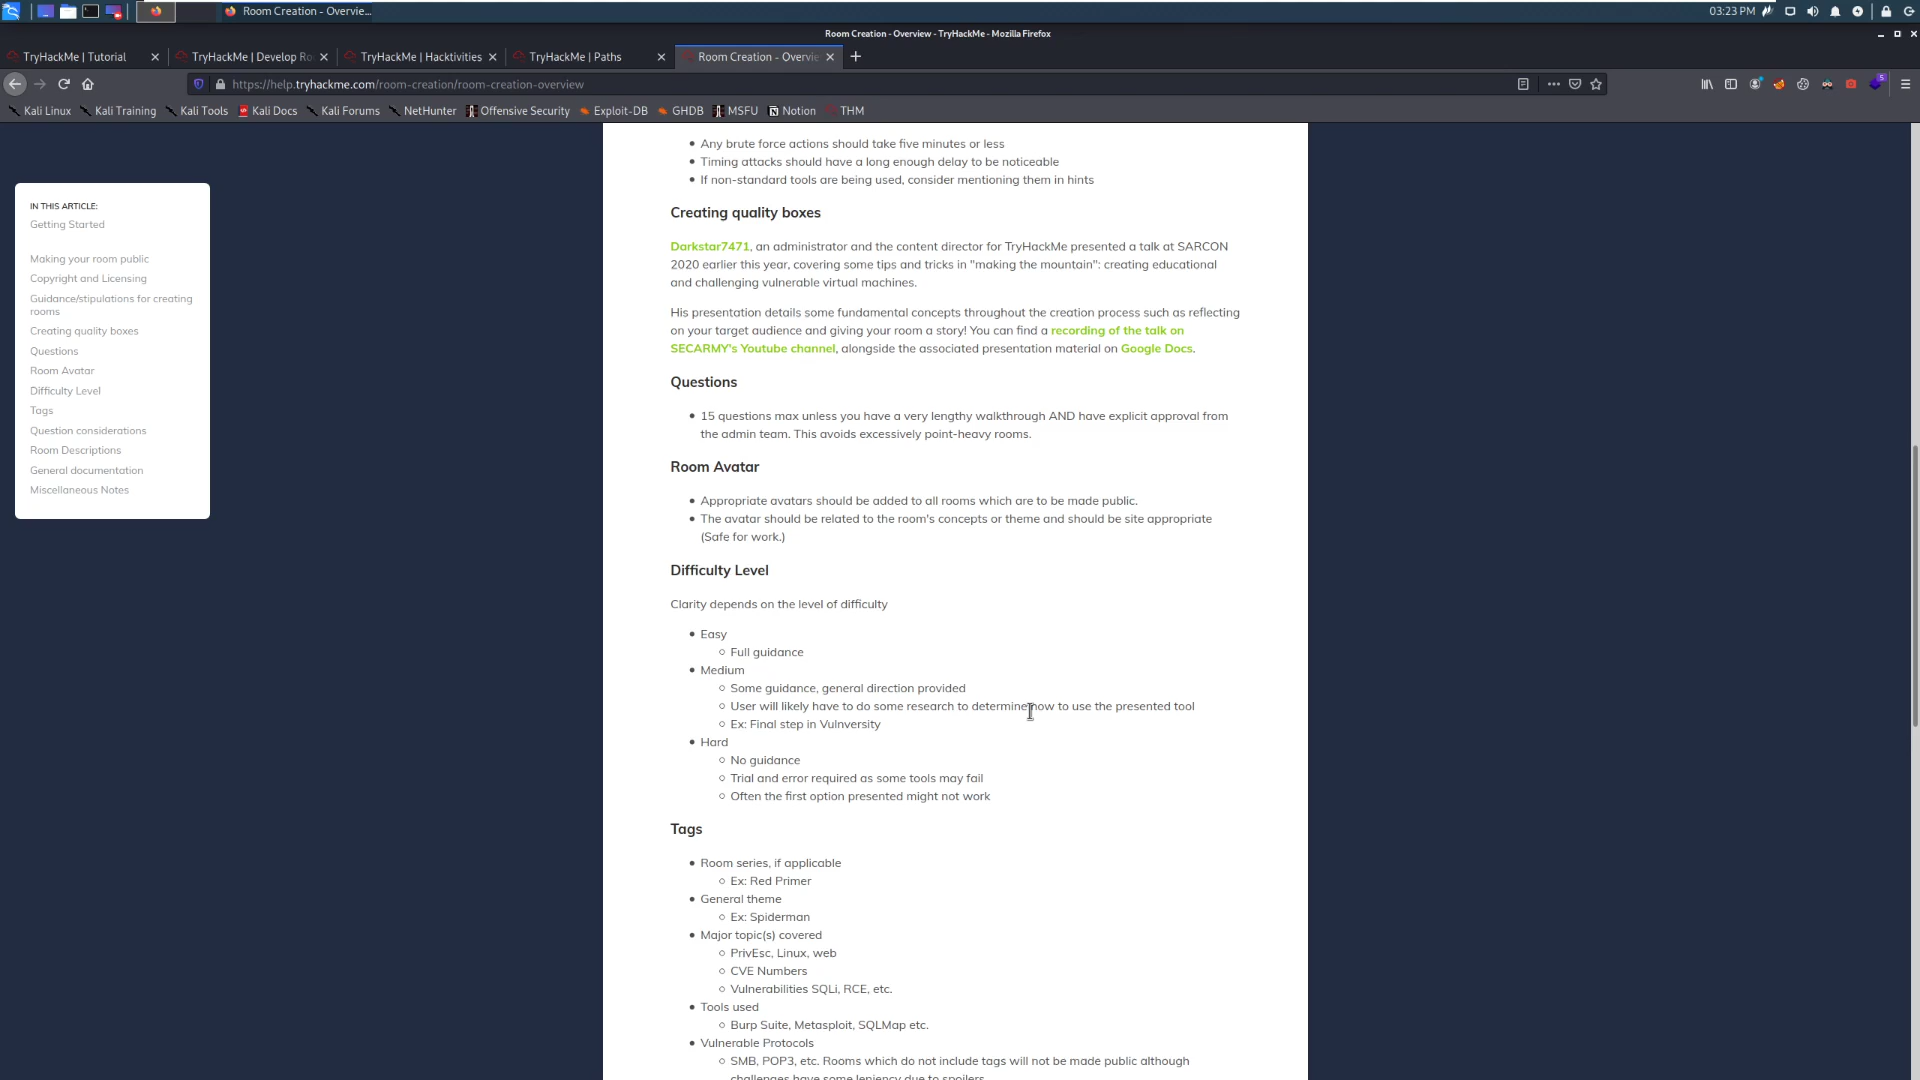 Room Creation - Overvie...
03:23 PM
Room Creation - Overview - TryHackMe - Mozilla Firefox
TryHackMe | Tutorial
TryHackMe | Develop Ro
TryHackMe | Hacktivities
TryHackMe | Paths
Room Creation - Overvie
https://help.tryhackme.com/room-creation/room-creation-overview
5
Kali Linux
Kali Training
Kali Tools
Kali Docs
Kali Forums
NetHunter
Offensive Security
Exploit-DB
GHDB
MSFU
Notion
THM
IN THIS ARTICLE:
Getting Started
Making your room public
Copyright and Licensing
Guidance/stipulations for creating
rooms
Creating quality boxes
Questions
Room Avatar
Difficulty Level
Tags
Question considerations
Room Descriptions
General documentation
Miscellaneous Notes
Any brute force actions should take five minutes or less
Timing attacks should have a long enough delay to be noticeable
If non-standard tools are being used, consider mentioning them in hints
Creating quality boxes
Darkstar7471, an administrator and the content director for TryHackMe presented a talk at SARCON
2020 earlier this year, covering some tips and tricks in "making the mountain": creating educational
and challenging vulnerable virtual machines.
His presentation details some fundamental concepts throughout the creation process such as reflecting
on your target audience and giving your room a story! You can find a recording of the talk on
SECARMY's Youtube channel, alongside the associated presentation material on Google Docs.
Questions
15 questions max unless you have a very lengthy walkthrough AND have explicit approval from
the admin team. This avoids excessively point-heavy rooms.
Room Avatar
Appropriate avatars should be added to all rooms which are to be made public.
The avatar should be related to the room's concepts or theme and should be site appropriate
(Safe for work.)
Difficulty Level
Clarity depends on the level of difficulty
Easy
Full guidance
Medium
Some guidance, general direction provided
User will likely have to do some research to determine how to use the presented tool
Ex: Final step in Vulnversity
Hard
No guidance
Trial and error required as some tools may fail
Often the first option presented might not work
Tags
Room series, if applicable
Ex: Red Primer
General theme
Ex: Spiderman
Major topic(s) covered
PrivEsc, Linux, web
CVE Numbers
Vulnerabilities SQLi, RCE, etc.
Tools used
Burp Suite, Metasploit, SQLMap etc.
Vulnerable Protocols
SMB, POP3, etc. Rooms which do not include tags will not be made public although
challenges have some leniency due to spoilers